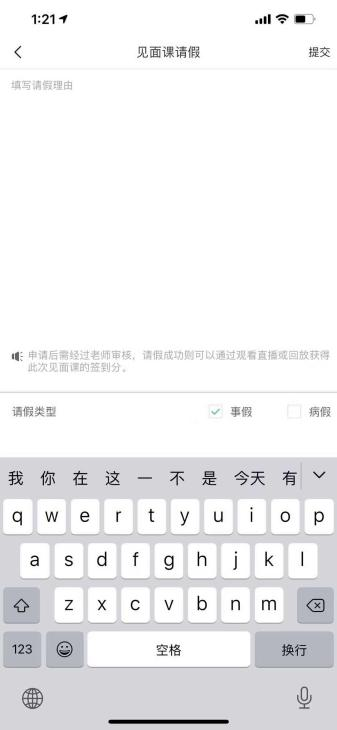 1:21
见面课请假
提交
填写请假理由
申请后需经过老师审核，请假成功则可以通过观看直播或回放获得
此次见面课的签到分。
请假类型 事假 病假
我 你 在 这 一 不 是 今天 有
q w e r t y u i o p
a s d f g h j k l
z x c v b n m
123 空格 换行